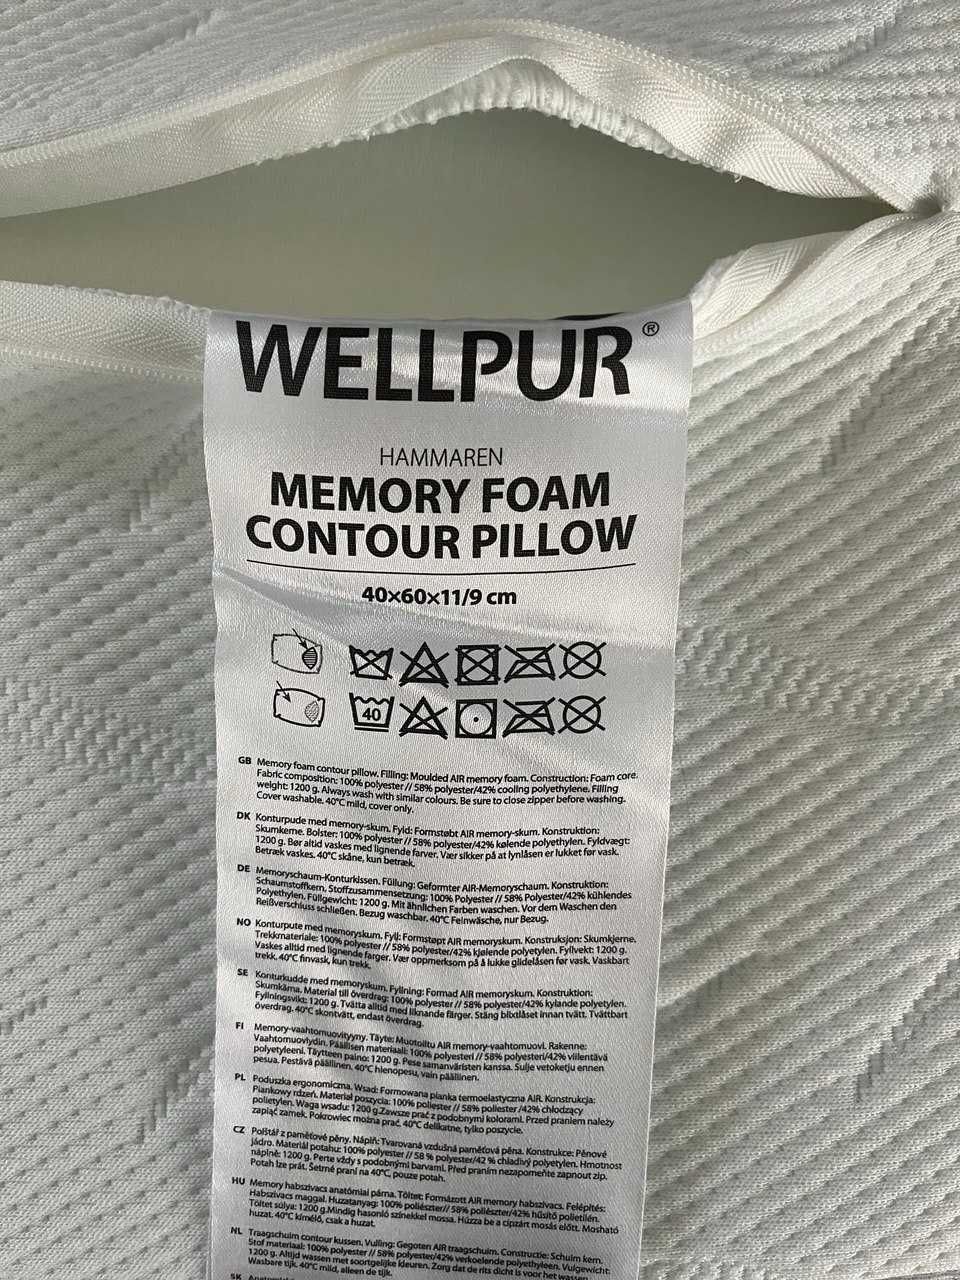 WELLPUR®
HAMMAREN
MEMORY FOAM
CONTOUR PILLOW
40×60×11/9 cm
40
GB Memory foam contour pillow. Filling: Moulded AIR memory foam. Construction: Foam core.
Fabric composition: 100% polyester // 58% polyester/42% cooling polyethylene. Filling
weight: 1200 g. Always wash with similar colours. Be sure to close zipper before washing.
Cover washable. 40°C mild, cover only.
DK Konturpude med memory-skum. Fyld: Formstøbt AIR memory-skum. Konstruktion:
Skumkerne. Bolster: 100% polyester // 58% polyester/42% kølende polyethylen. Fyldvægt:
1200 g. Bør altid vaskes med lignende farver. Vær sikker på at lynlåsen er lukket før vask.
Betræk vaskes. 40°C skåne, kun betræk.
DE Memoryschaum-Konturkissen. Füllung: Geformter AIR-Memoryschaum. Konstruktion:
Schaumstoffkern. Stoffzusammensetzung: 100% Polyester // 58% Polyester/42% kühlendes
Polyethylen. Füllgewicht: 1200 g. Mit ähnlichen Farben waschen. Vor dem Waschen den
Reißverschluss schließen. Bezug waschbar. 40°C Feinwäsche, nur Bezug.
NO Konturpute med memoryskum. Fyll: Formstøpt AIR memoryskum. Konstruksjon: Skumkjerne.
Trekkmateriale: 100% polyester // 58% polyester/42% kjølende polyetylen. Fyllvekt: 1200 g.
Vaskes alltid med lignende farger. Vær oppmerksom på å lukke glidelåsen før vask. Vaskbart
trekk. 40°C finvask, kun trekk.
SE Konturkudde med memoryskum. Fyllning: Formad AIR memoryskum. Konstruktion:
Skumkärna. Material till överdrag: 100% polyester // 58% polyester/42% kylande polyetylen.
Fyllningsvikt: 1200 g. Tvätta alltid med liknande färger. Stäng blixtlåset innan tvätt. Tvättbart
överdrag. 40°C skontvätt, endast överdrag.
FI Memory-vaahtomuovityyny. Täyte: Muotoiltu AIR memory-vaahtomuovi. Rakenne:
Vaahtomuovlydin. Päällisen materiaali: 100% polyesteri // 58% polyesteri/42% viilentävä
polyetyleeni. Täytteen paino: 1200 g. Pese samanväristen kanssa. Sulje vetoketju ennen
pesua. Pestävä päällinen. 40°C hienopesu, vain päällinen.
PL Poduszka ergonomiczna. Wsad: Formowana pianka termoelastyczna AIR. Konstrukcja:
Piankowy rdzeń. Materiał poszycia: 100% poliester // 58% poliester /42% chłodzący
polietylen. Waga wsadu: 1200 g.Zawsze prać z podobnymi kolorami. Przed praniem należy
zapiąć zamek. Pokrowiec można prać. 40°C delikatne, tylko poszycie.
CZ Polštář z paměťové pěny. Náplň: Tvarovaná vzdušná paměťová pěna. Konstrukce: Pěnové
jádro. Materiál potahu: 100% polyester // 58 % polyester/42 % chladivý polyetylen. Hmotnost
náplně: 1200 g. Perte vždy s podobnými barvami. Před praním nezapomeňte zapnout zip.
Potah lze prát. Šetrné praní na 40°C, pouze potah.
HU Memory habszivacs anatómiai párna. Töltet: Formázott AIR memory habszivacs. Felépítés:
Habszivacs maggal. Huzatanyag: 100% poliészter// 58% poliészter/42% hűsítő polietilén.
Töltet súlya: 1200 g.Mindig hasonló színekkel mossa. Húzza be a cipzárt mosás előtt. Mosható
huzat. 40°C kímélő, csak a huzat.
NL Traagschuim contour kussen. Vulling: Gegoten AIR traagschuim. Constructie: Schuim kern.
Stof materiaal: 100% polyester // 58% polyester/42% verkoelende polyethyleen. Vulgewicht:
1200 g. Altijd wassen met soortgelijke kleuren. Zorg dat de rits dicht is voor het wassen.
Wasbare tijk. 40°C mild, alleen de tijk.
SK